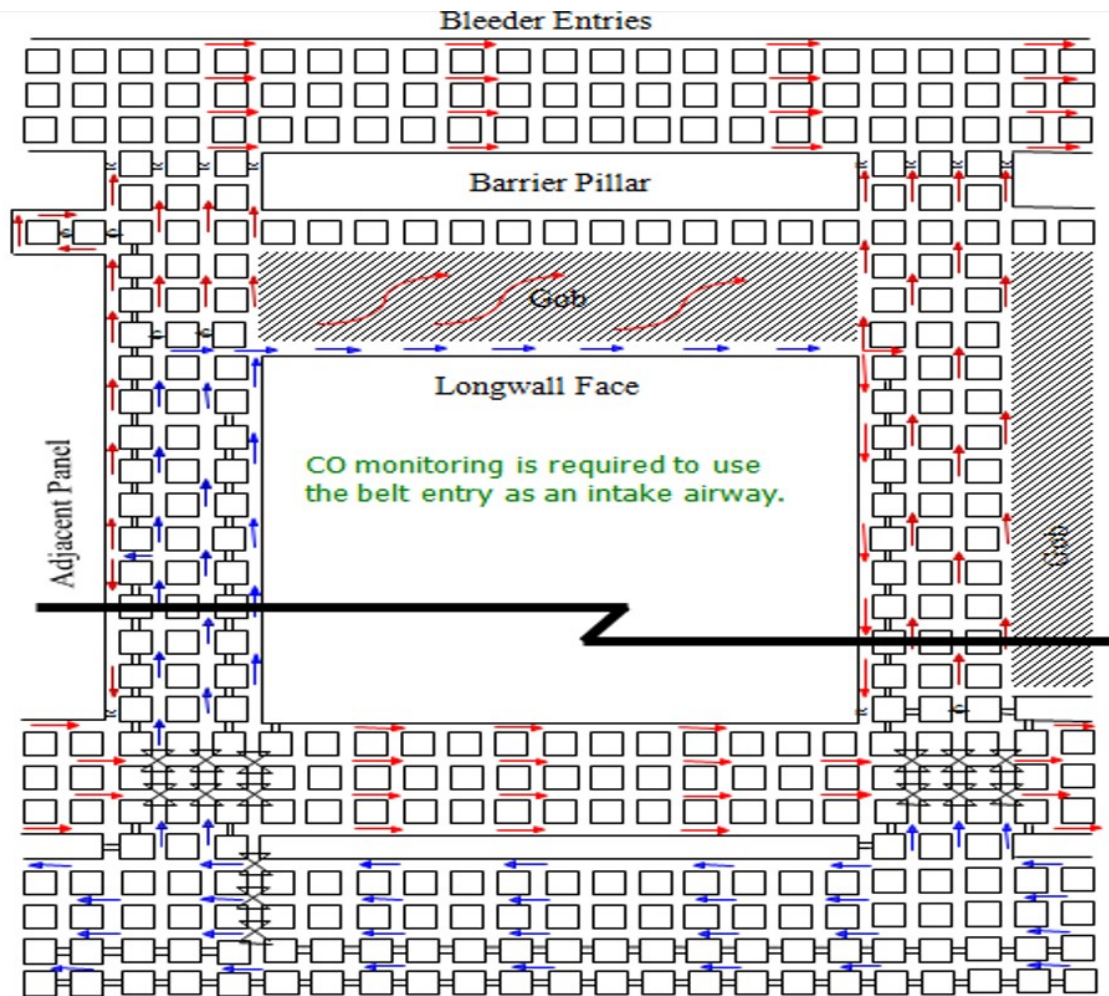 Bleeder Entries
R R R R R R R R
Barrier Pillar
Gob
Longwall Face
CO monitoring is required to use
the belt entry as an intake airway.
Adjacent Panel
Gob
R R